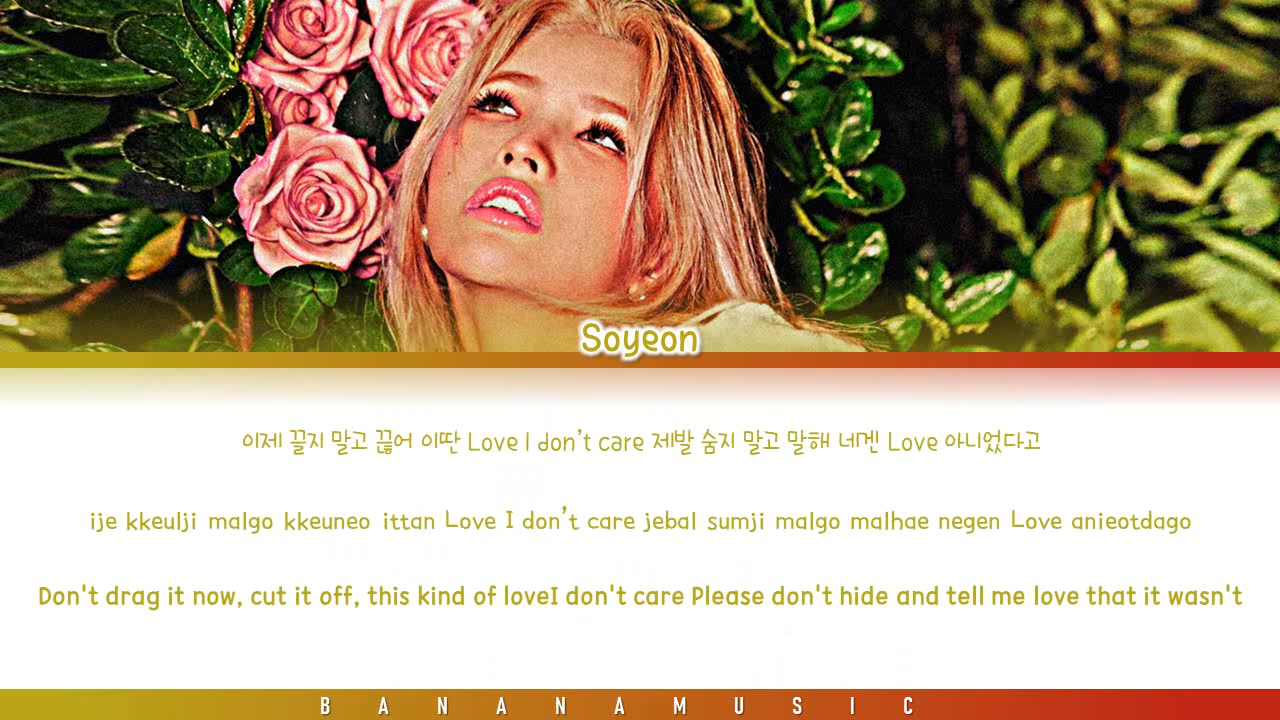 Soyeon
이제 끌지 말고 끊어 이딴 Love I don’t care 제발 숨지 말고 말해 너멘 Love 아니었다고
ije kkeulji malgo kkeuneo ittan Love I don’t care jebal sumji malgo malhae negen Love anieotdago
Don't drag it now, cut it off, this kind of loveI don't care Please don't hide and tell me love that it wasn't
BANANAMUSIC